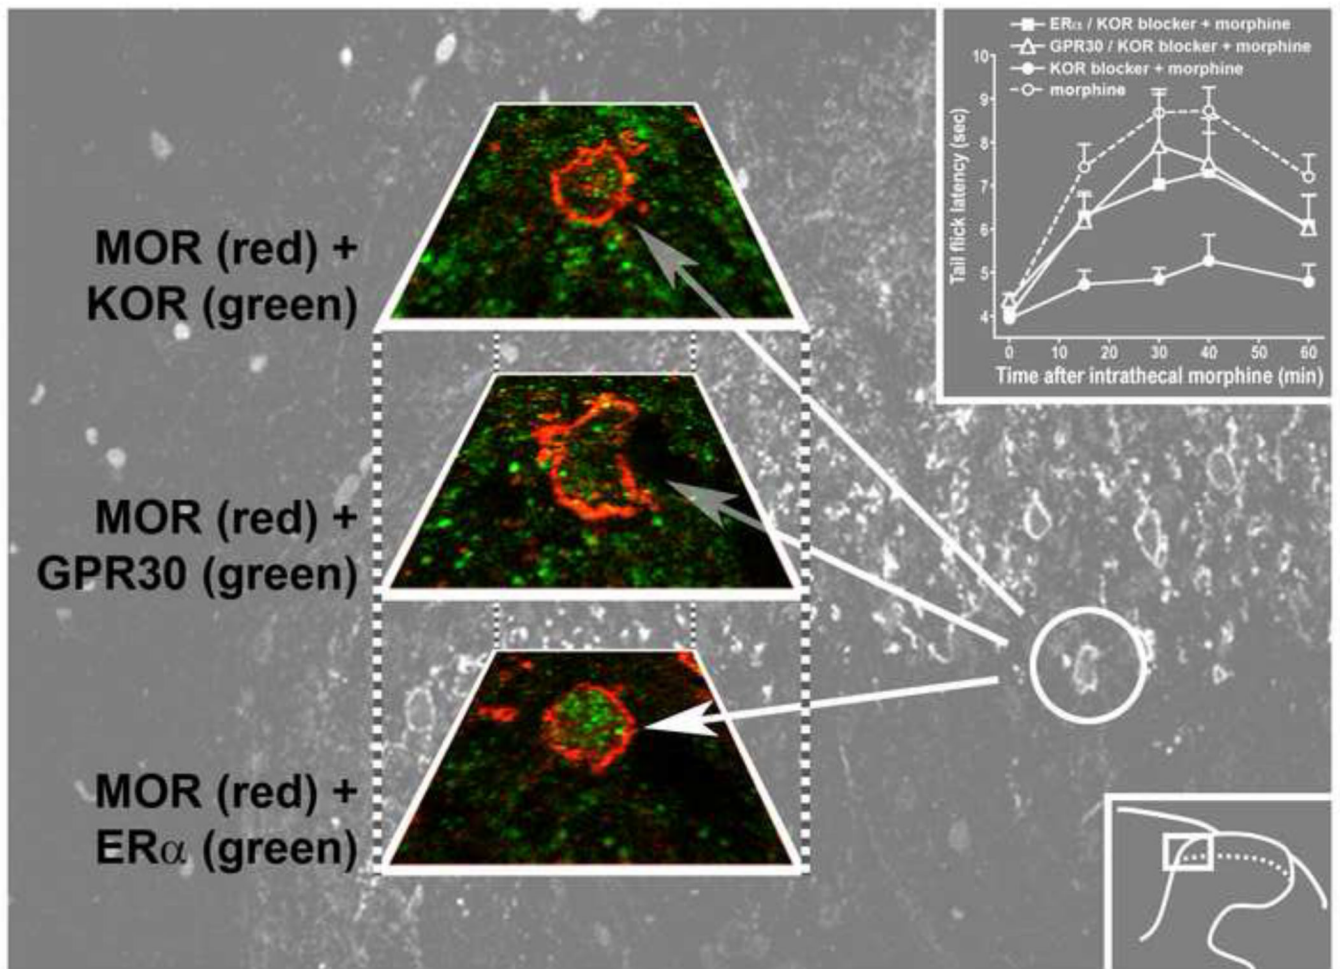 ERα / KOR blocker + morphine
GPR30 / KOR blocker + morphine
KOR blocker + morphine
morphine
10
9
8
7
6
5
4
Tail flick latency (sec)
0 10 20 30 40 50 60
Time after intrathecal morphine (min)
MOR (red) +
KOR (green)
MOR (red) +
GPR30 (green)
MOR (red) +
ERα (green)